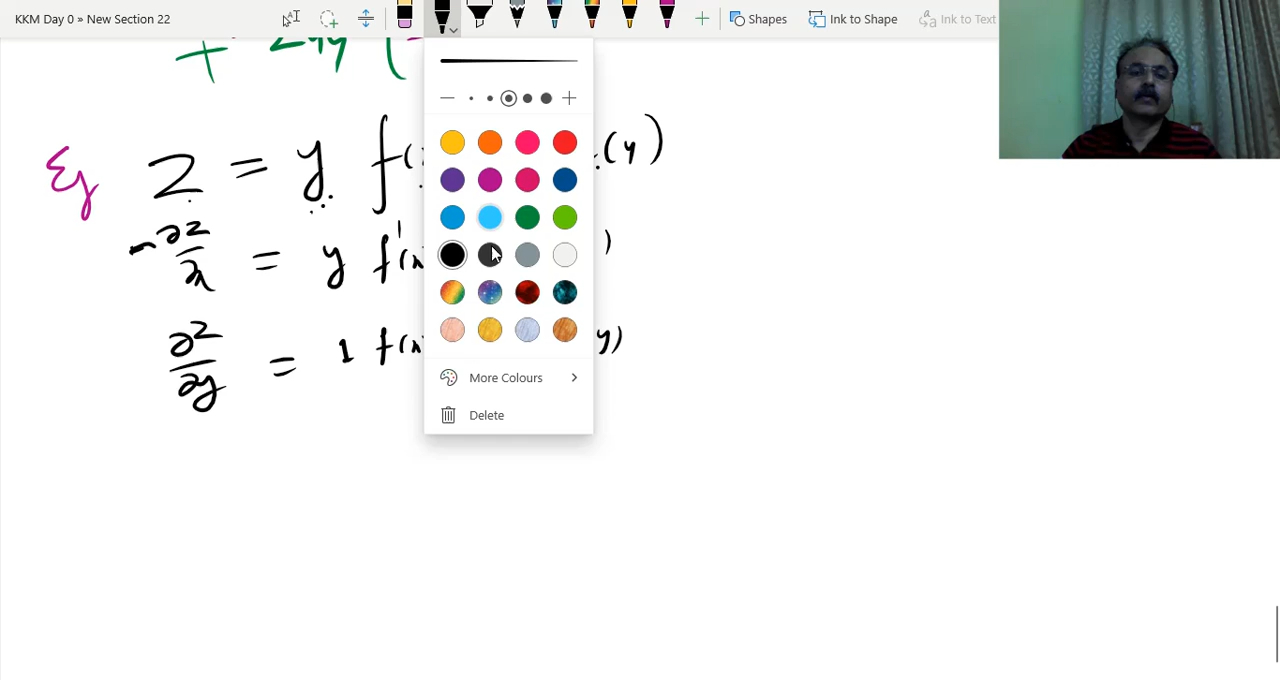 KKM Day 0 » New Section 22
Shapes
Ink to Shape
Ink to Text
+
Eg Z = y f( (y)
∂z/∂x = y f'(x )
∂z/∂y = 1 f(x y)
More Colours
Delete